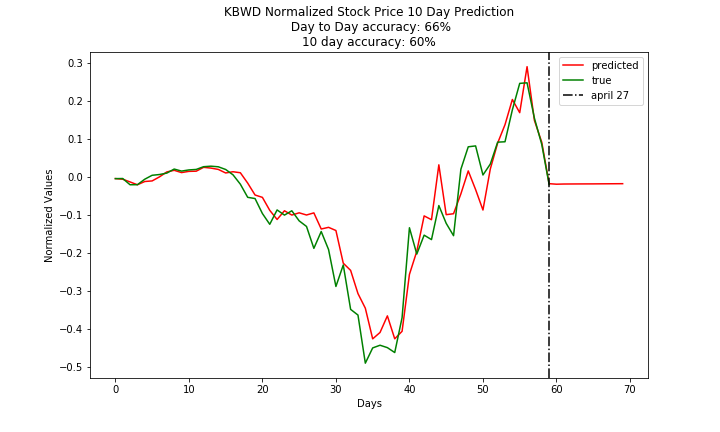 KBWD Normalized Stock Price 10 Day Prediction
Day to Day accuracy: 66%
10 day accuracy: 60%
predicted
true
april 27
Normalized Values
0.3
0.2
0.1
0.0
−0.1
−0.2
−0.3
−0.4
−0.5
0 10 20 30 40 50 60 70
Days